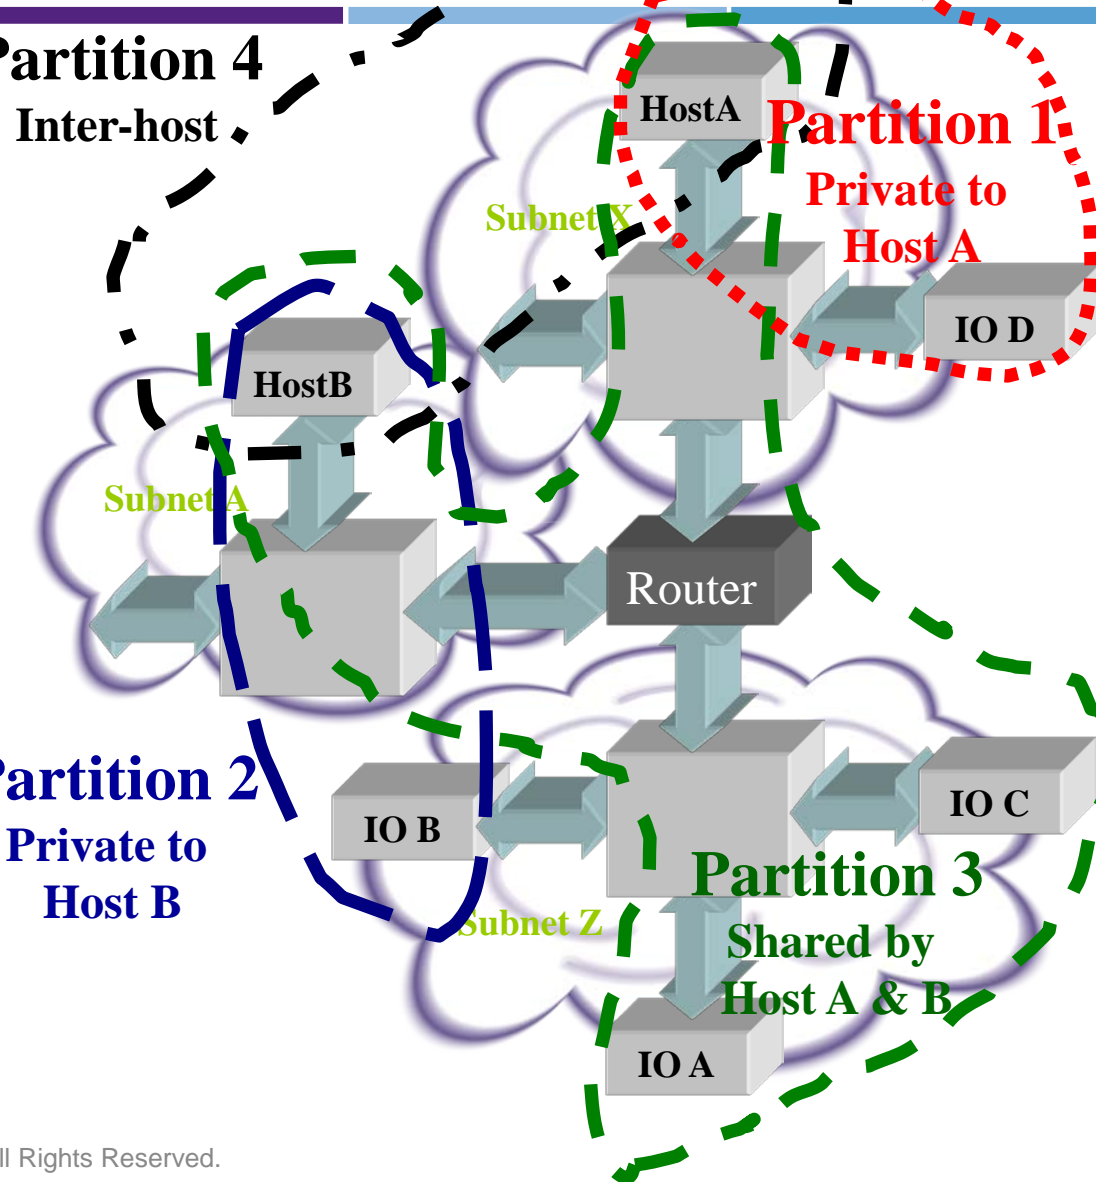 Partition 4
Inter-host
HostA
Partition 1
Private to
Host A
Subnet X
IO D
HostB
Subnet A
Router
Partition 2
Private to
Host B
IO B
IO C
Partition 3
Subnet Z
Shared by
Host A & B
IO A
ll Rights Reserved.